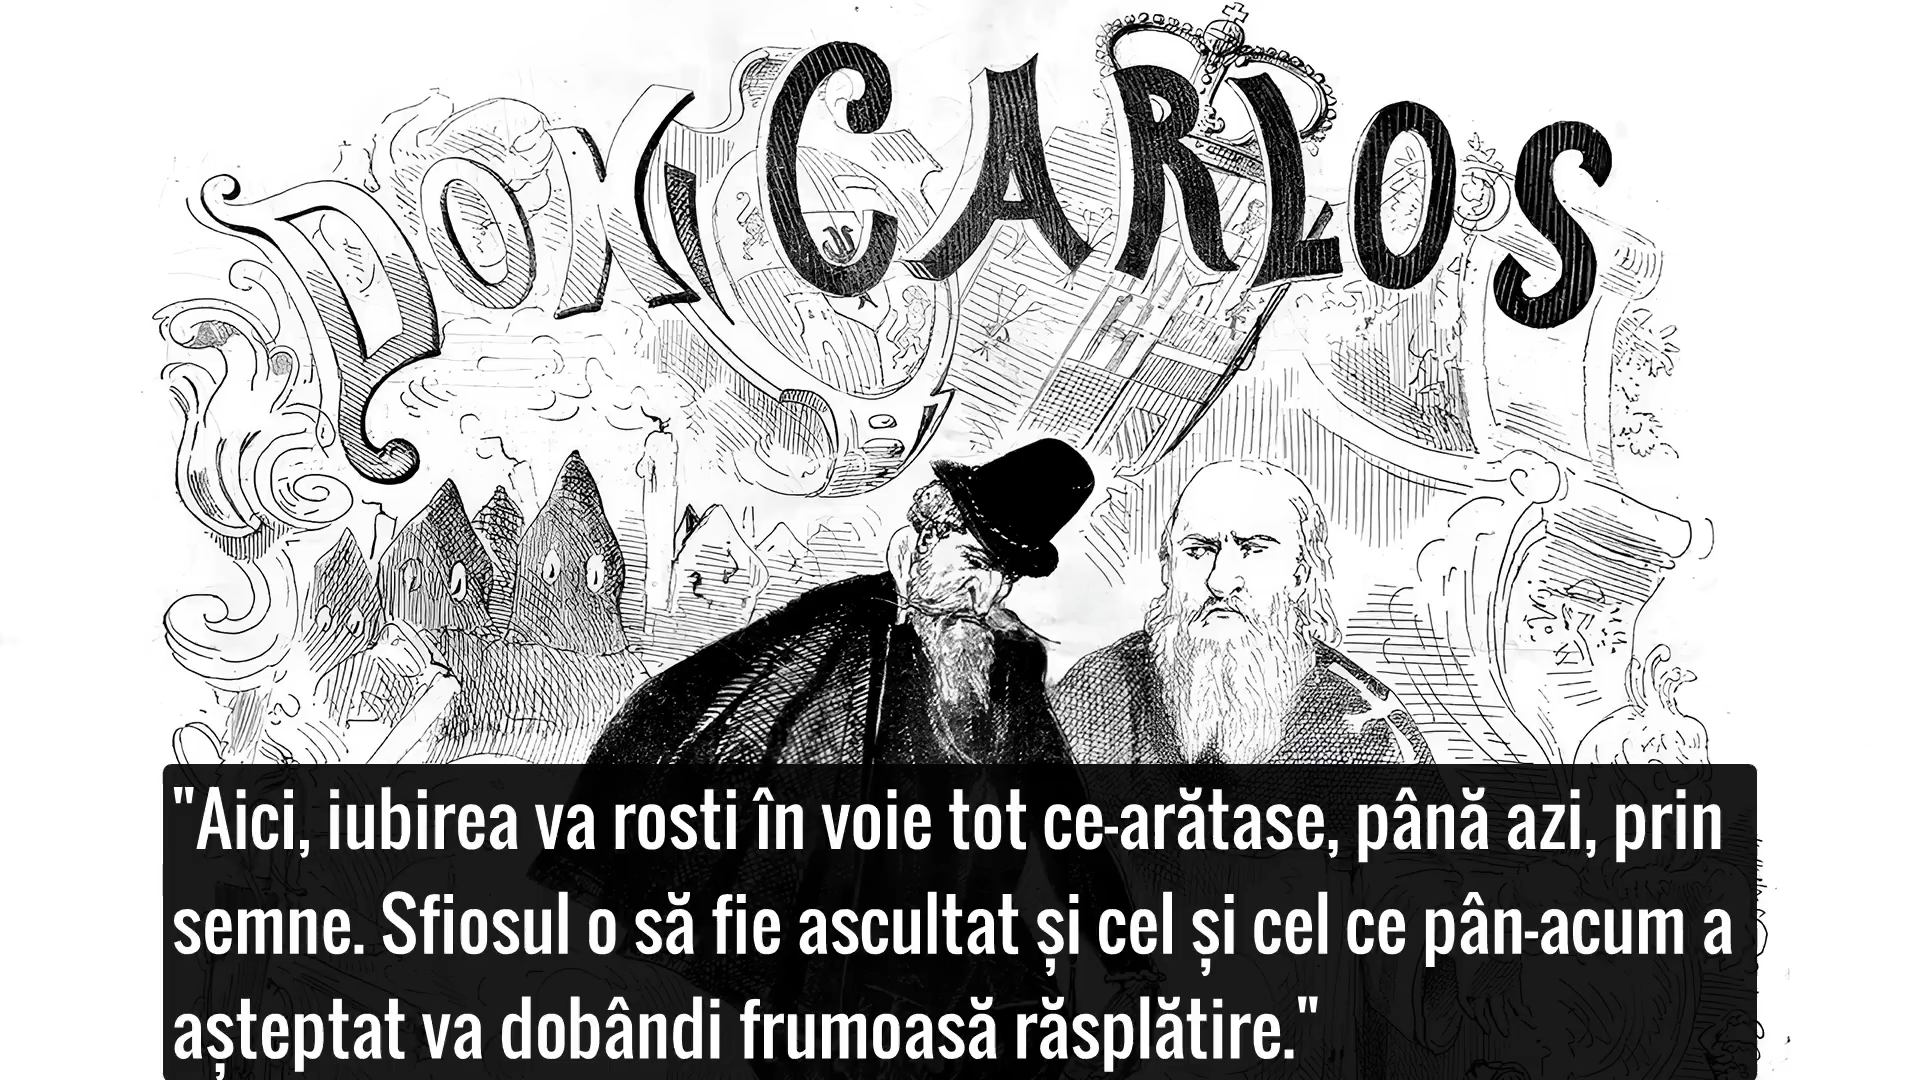 DON CARLOS
"Aici, iubirea va rosti în voie tot ce-arătase, până azi, prin
semne. Sfiosul o să fie ascultat și cel și cel ce pân-acum a
așteptat va dobândi frumoasă răsplătire."